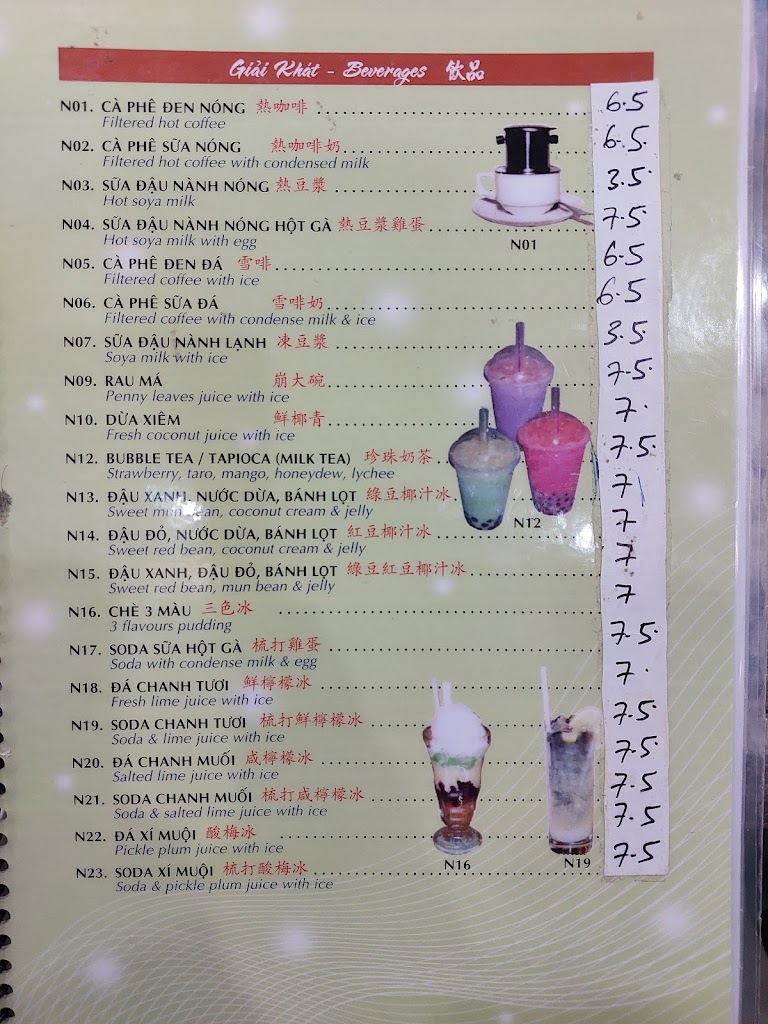 Giải Khát - Beverages 飲品
N01. CÀ PHÊ ĐEN NÓNG 熱咖啡 6.5
Filtered hot coffee
N02. CÀ PHÊ SỮA NÓNG 熱咖啡奶 6.5
Filtered hot coffee with condensed milk
N03. SỮA ĐẬU NÀNH NÓNG 熱豆漿 3.5
Hot soya milk
N04. SỮA ĐẬU NÀNH NÓNG HỘT GÀ 熱豆漿雞蛋 7.5
Hot soya milk with egg
N01
N05. CÀ PHÊ ĐEN ĐÁ 雪啡 6.5
Filtered coffee with ice
N06. CÀ PHÊ SỮA ĐÁ 雪啡奶 6.5
Filtered coffee with condense milk & ice
N07. SỮA ĐẬU NÀNH LẠNH 凍豆漿 3.5
Soya milk with ice
N09. RAU MÁ 崩大碗 7.5
Penny leaves juice with ice
N10. DỪA XIÊM 鮮椰青 7.
Fresh coconut juice with ice
N12. BUBBLE TEA / TAPIOCA (MILK TEA) 珍珠奶茶 7.5
Strawberry, taro, mango, honeydew, lychee
N13. ĐẬU XANH, NƯỚC DỪA, BÁNH LỌT 綠豆椰汁冰 7
Sweet mun bean, coconut cream & jelly
N12
N14. ĐẬU ĐỎ, NƯỚC DỪA, BÁNH LỌT 紅豆椰汁冰 7
Sweet red bean, coconut cream & jelly
N15. ĐẬU XANH, ĐẬU ĐỎ, BÁNH LỌT 綠豆紅豆椰汁冰 7
Sweet red bean, mun bean & jelly
N16. CHÈ 3 MÀU 三色冰 7
3 flavours pudding
N17. SODA SỮA HỘT GÀ 梳打雞蛋 7.5
Soda with condense milk & egg
N18. ĐÁ CHANH TƯƠI 鮮檸檬冰 7.
Fresh lime juice with ice
N19. SODA CHANH TƯƠI 梳打鮮檸檬冰 7.5
Soda & lime juice with ice
N20. ĐÁ CHANH MUỐI 咸檸檬冰 7.5
Salted lime juice with ice
N21. SODA CHANH MUỐI 梳打咸檸檬冰 7.5
Soda & salted lime juice with ice
N22. ĐÁ XÍ MUỘI 酸梅冰 7.5
Pickle plum juice with ice
N16 N19
N23. SODA XÍ MUỘI 梳打酸梅冰 7.5
Soda & pickle plum juice with ice